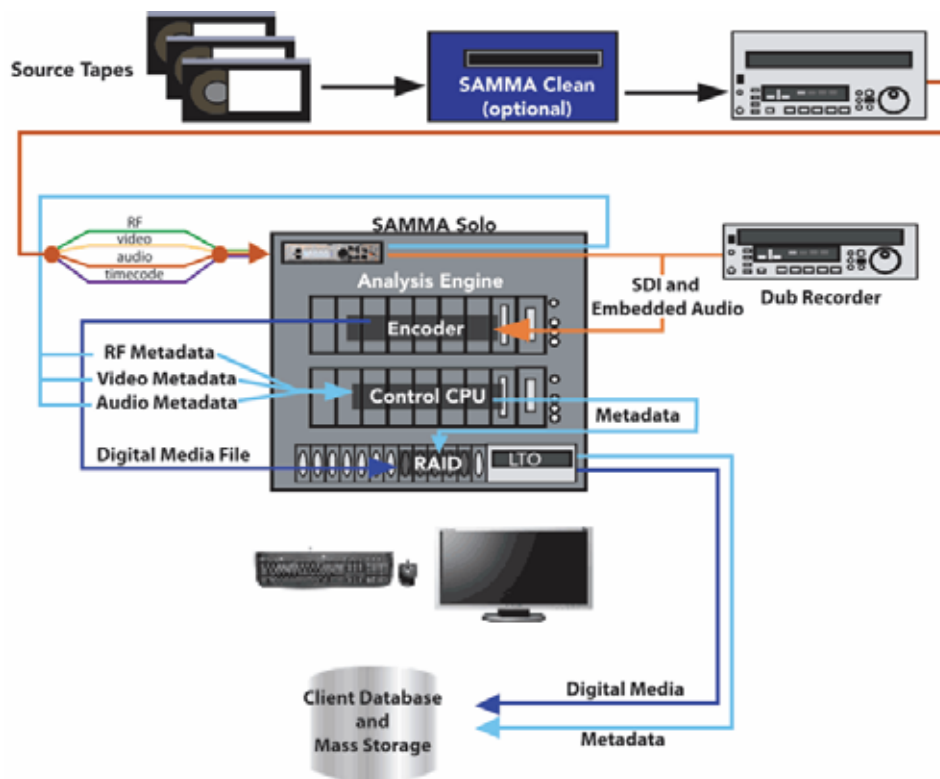 Source Tapes
SAMMA Clean
(optional)
RF
video
audio
timecode
SAMMA Solo
Analysis Engine
SDI and
Embedded Audio
Dub Recorder
Encoder
RF Metadata
Video Metadata
Audio Metadata
Control CPU
Metadata
Digital Media File
RAID
LTO
Client Database
and
Mass Storage
Digital Media
Metadata